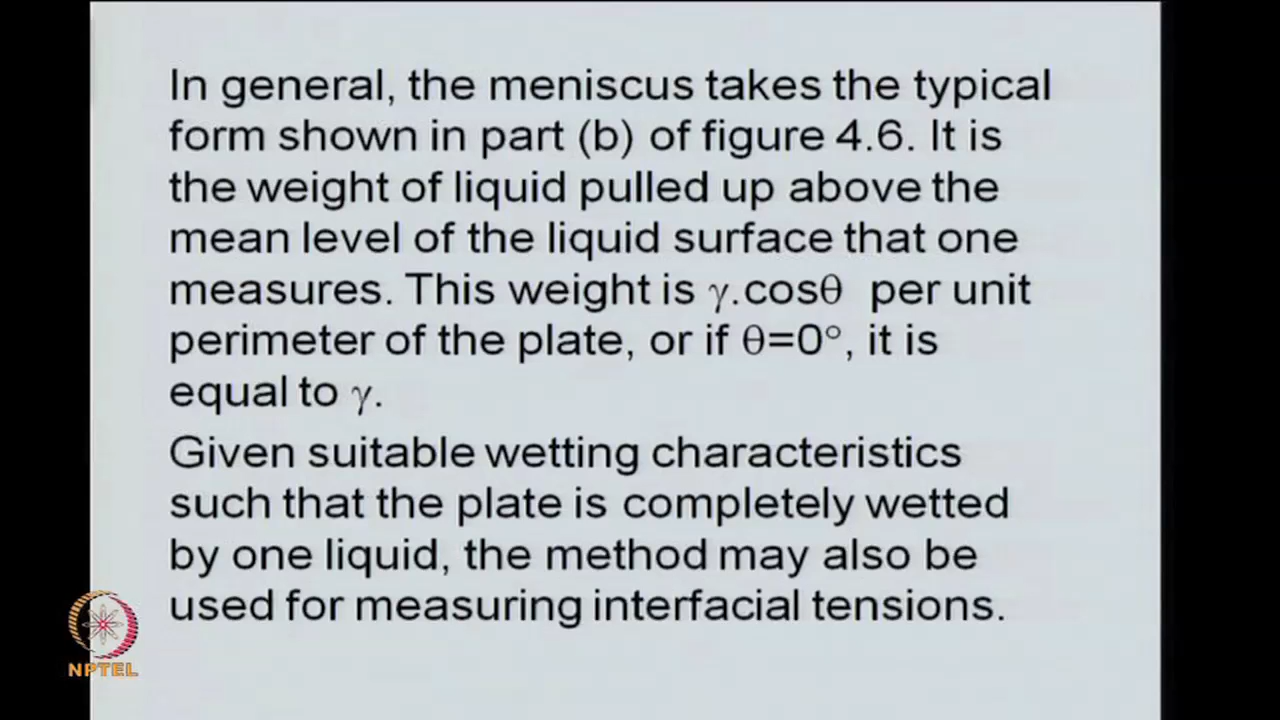 In general, the meniscus takes the typical
form shown in part (b) of figure 4.6. It is
the weight of liquid pulled up above the
mean level of the liquid surface that one
measures. This weight is γ.cosθ per unit
perimeter of the plate, or if θ=0°, it is
equal to γ.
Given suitable wetting characteristics
such that the plate is completely wetted
by one liquid, the method may also be
used for measuring interfacial tensions.
NPTEL